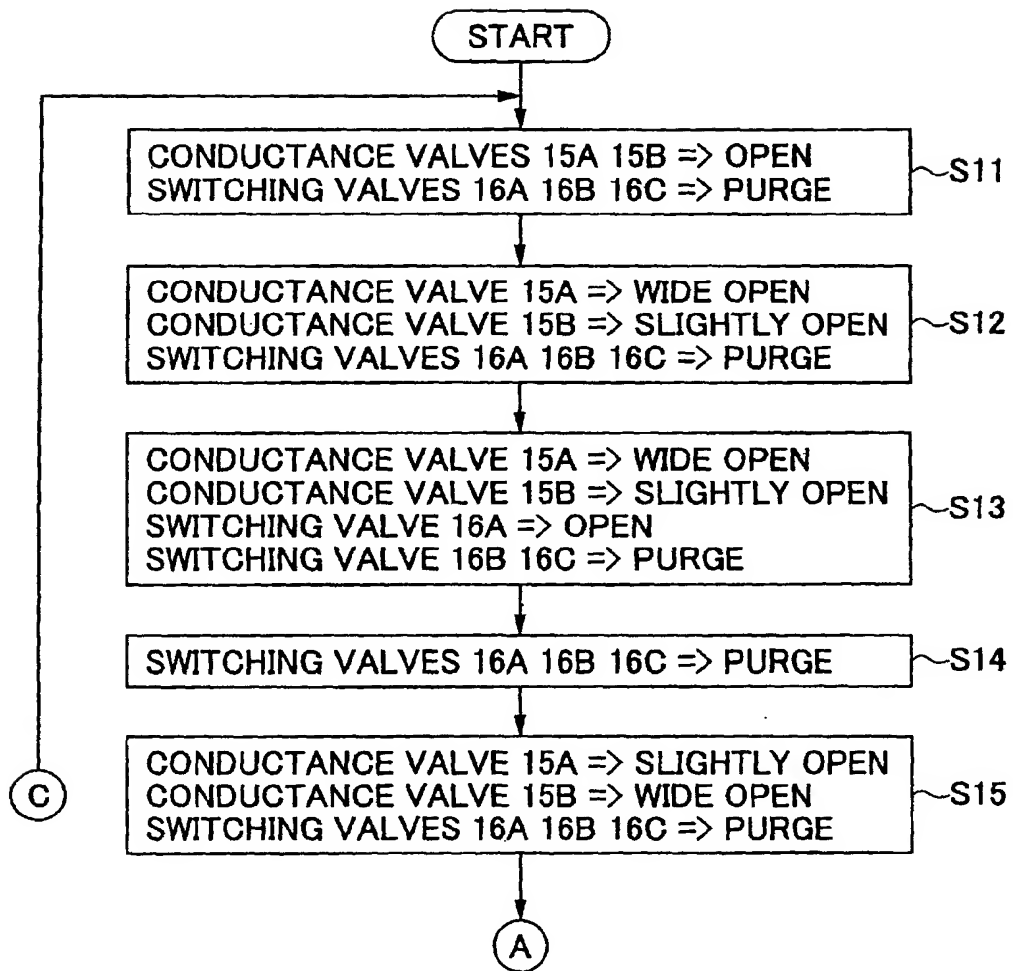 START
CONDUCTANCE VALVES 15A 15B => OPEN
SWITCHING VALVES 16A 16B 16C => PURGE
S11
CONDUCTANCE VALVE 15A => WIDE OPEN
CONDUCTANCE VALVE 15B => SLIGHTLY OPEN
SWITCHING VALVES 16A 16B 16C => PURGE
S12
CONDUCTANCE VALVE 15A => WIDE OPEN
CONDUCTANCE VALVE 15B => SLIGHTLY OPEN
SWITCHING VALVE 16A => OPEN
SWITCHING VALVE 16B 16C => PURGE
S13
SWITCHING VALVES 16A 16B 16C => PURGE
S14
CONDUCTANCE VALVE 15A => SLIGHTLY OPEN
CONDUCTANCE VALVE 15B => WIDE OPEN
SWITCHING VALVES 16A 16B 16C => PURGE
S15
C
A